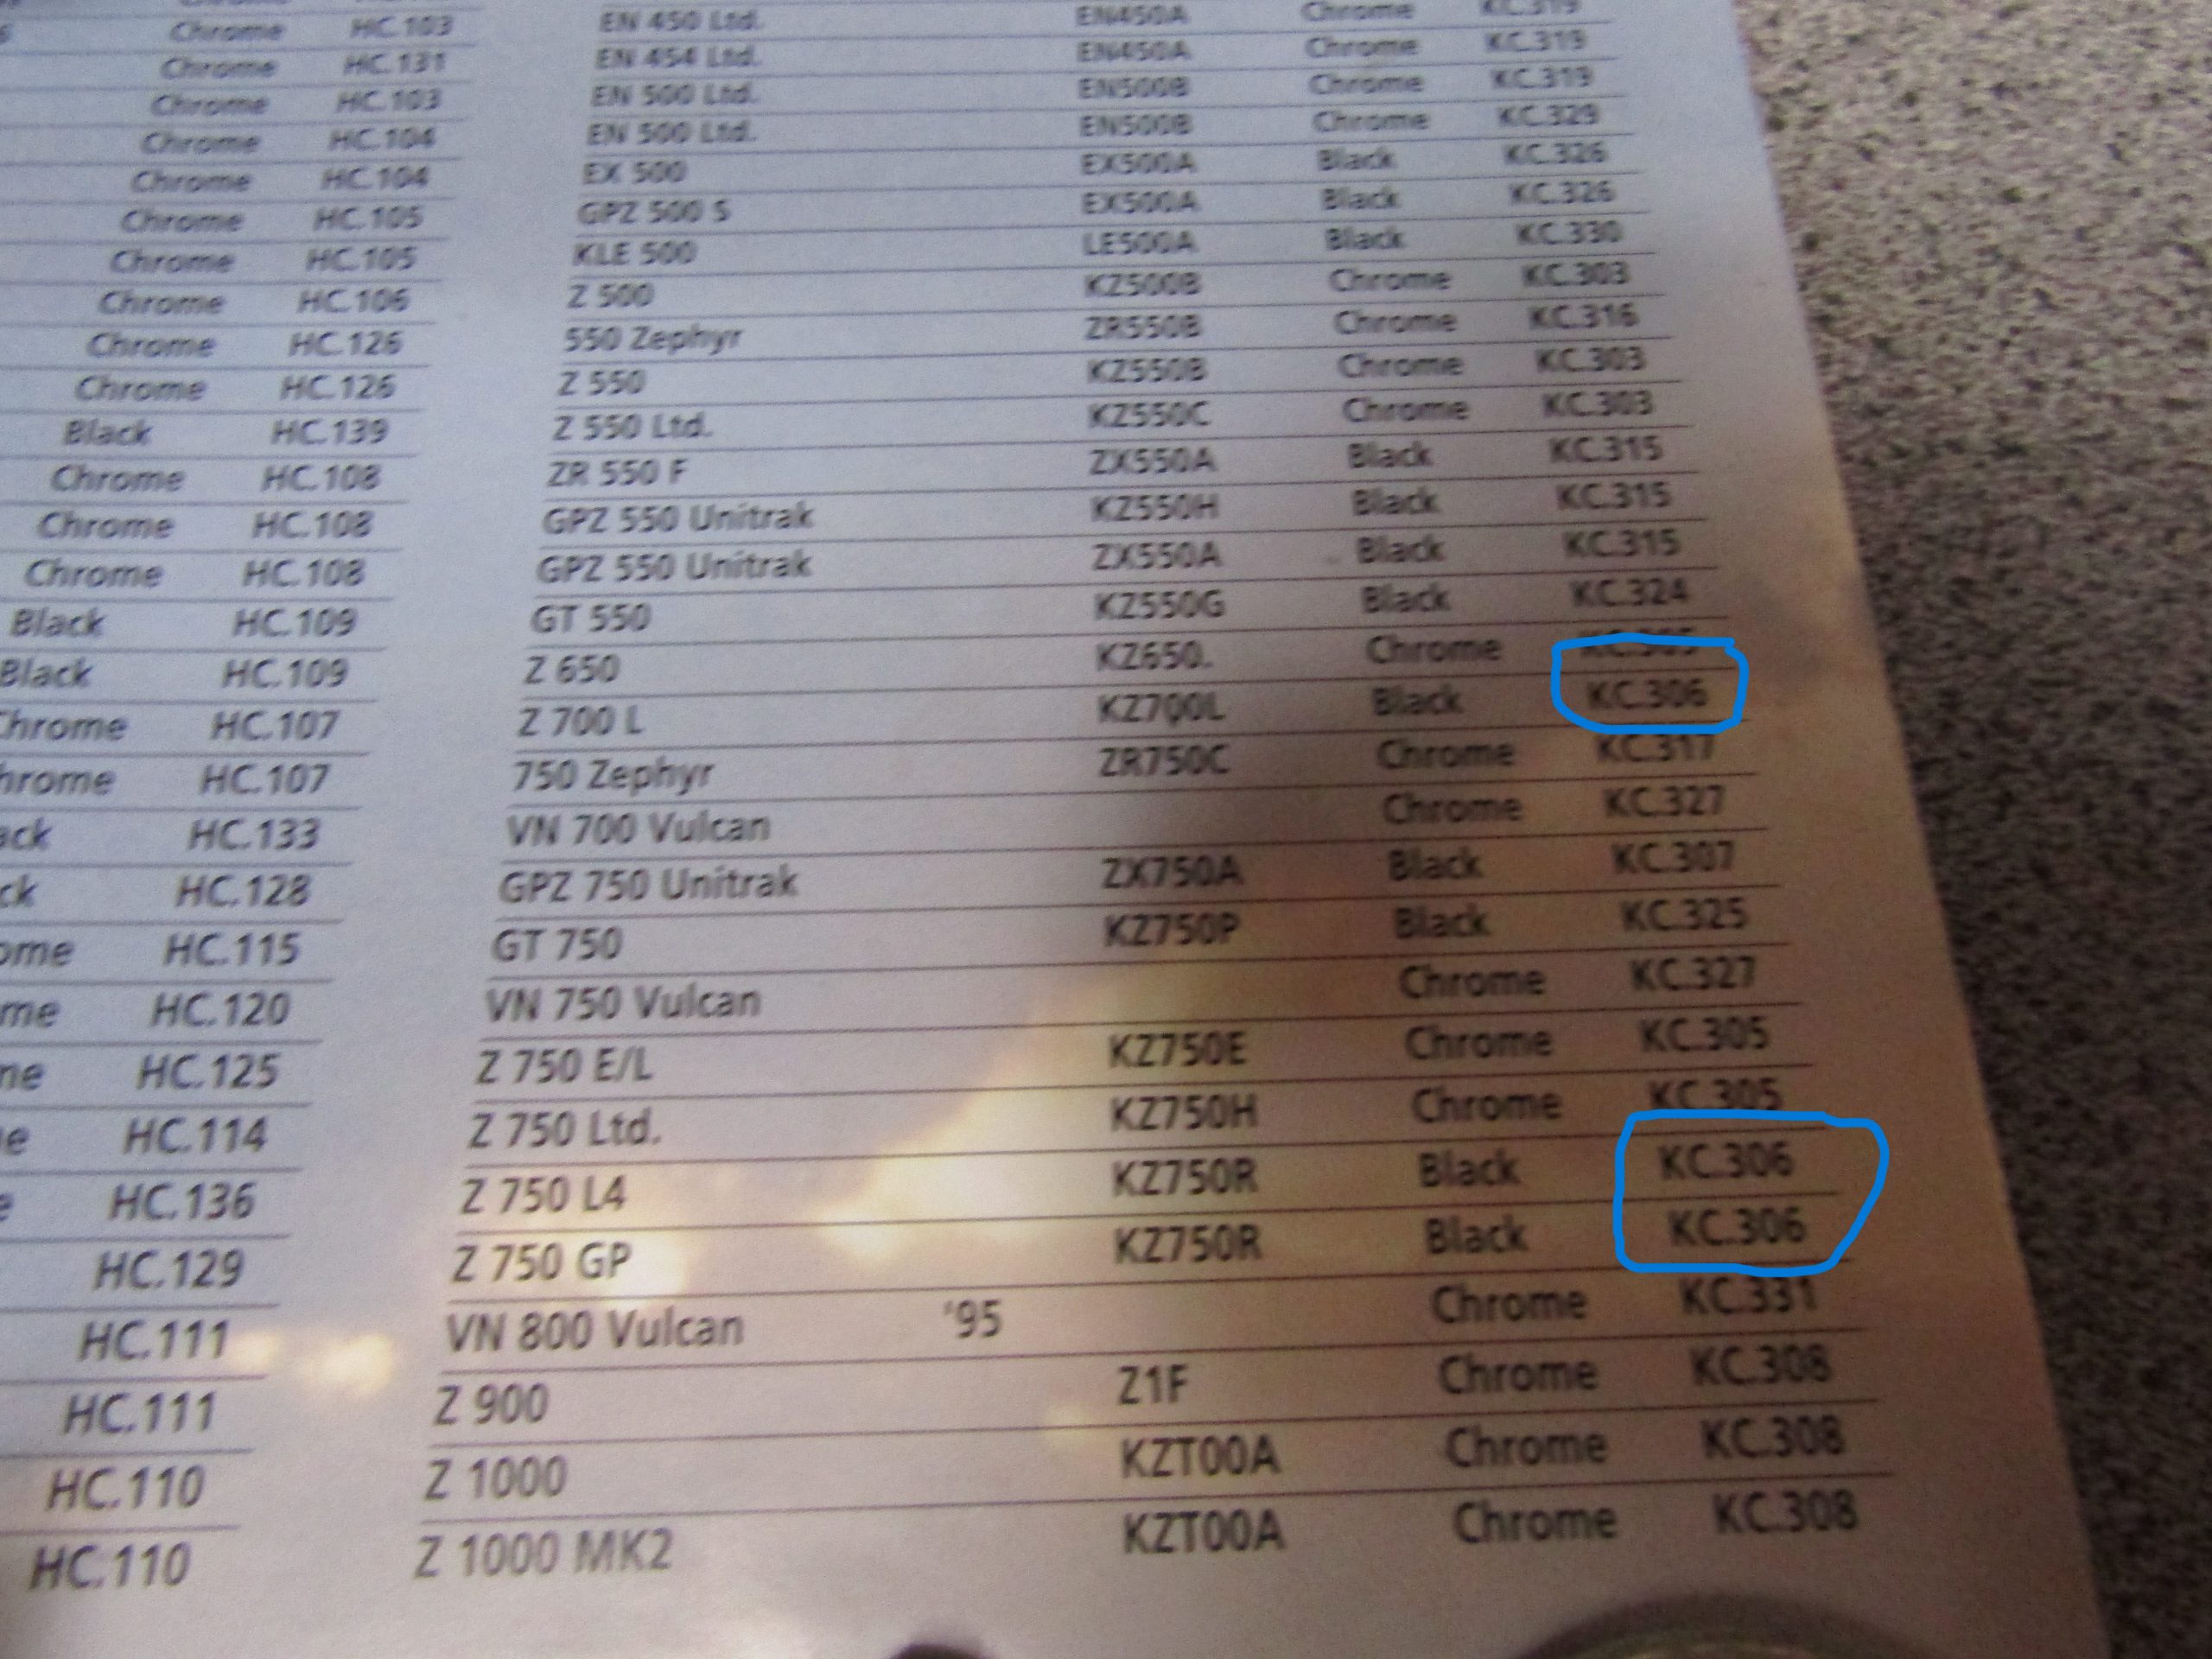 Chrome HC.103 EN 450 Ltd. EN450A Chrome KC.319
Chrome HC.131 EN 454 Ltd. EN450A Chrome KC.319
Chrome HC.103 EN 500 Ltd. EN500B Chrome KC.319
Chrome HC.104 EN 500 Ltd. EN500B Chrome KC.329
Chrome HC.104 EX 500 EX500A Black KC.326
Chrome HC.105 GPZ 500 S EX500A Black KC.326
Chrome HC.105 KLE 500 LE500A Black KC.330
Chrome HC.106 Z 500 KZ500B Chrome KC.303
Chrome HC.126 550 Zephyr ZR550B Chrome KC.316
Chrome HC.126 Z 550 KZ550B Chrome KC.303
Black HC.139 Z 550 Ltd. KZ550C Chrome KC.303
Chrome HC.108 ZR 550 F ZX550A Black KC.315
Chrome HC.108 GPZ 550 Unitrak KZ550H Black KC.315
Chrome HC.108 GPZ 550 Unitrak ZX550A Black KC.315
Black HC.109 GT 550 KZ550G Black KC.324
Black HC.109 Z 650 KZ650. Chrome KC.305
Chrome HC.107 Z 700 L KZ700L Black KC.306
hrome HC.107 750 Zephyr ZR750C Chrome KC.317
ack HC.133 VN 700 Vulcan Chrome KC.327
ck HC.128 GPZ 750 Unitrak ZX750A Black KC.307
ome HC.115 GT 750 KZ750P Black KC.325
me HC.120 VN 750 Vulcan Chrome KC.327
ne HC.125 Z 750 E/L KZ750E Chrome KC.305
e HC.114 Z 750 Ltd. KZ750H Chrome KC.305
e HC.136 Z 750 L4 KZ750R Black KC.306
HC.129 Z 750 GP KZ750R Black KC.306
HC.111 VN 800 Vulcan '95 Chrome KC.331
HC.111 Z 900 Z1F Chrome KC.308
HC.110 Z 1000 KZT00A Chrome KC.308
HC.110 Z 1000 MK2 KZT00A Chrome KC.308